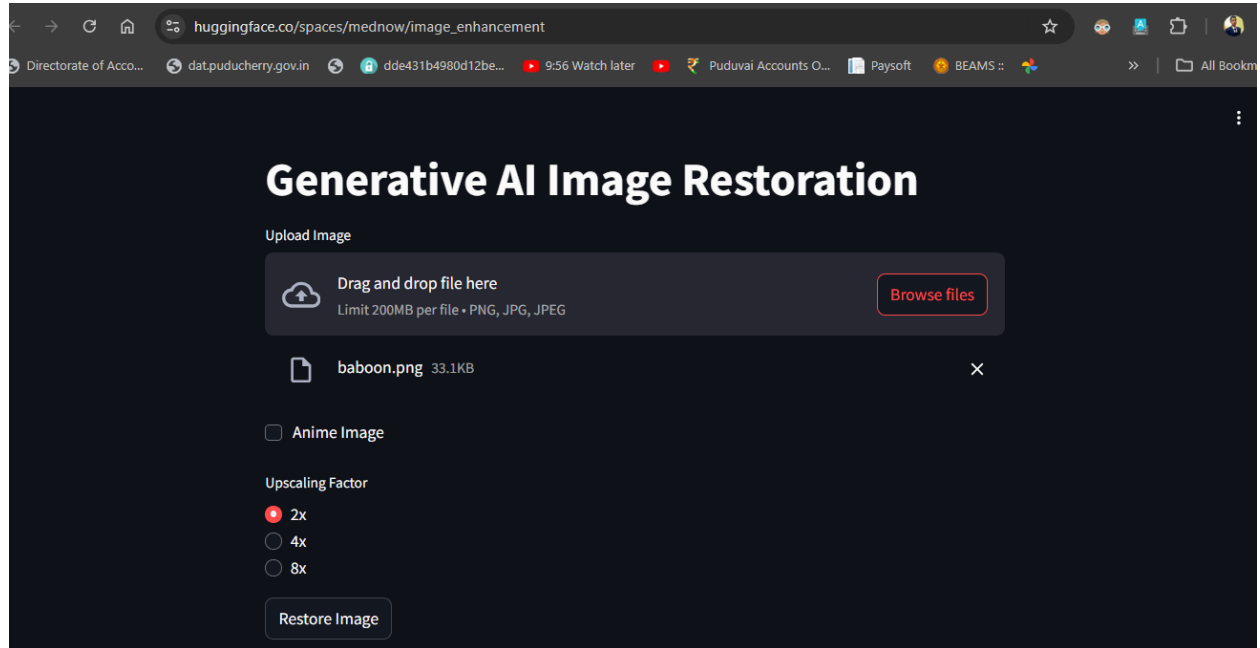 huggingface.co/spaces/mednow/image_enhancement
Directorate of Acco... dat.puducherry.gov.in dde431b4980d12be... 9:56 Watch later Puduvai Accounts O... Paysoft BEAMS :: » All Bookm
Generative AI Image Restoration
Upload Image
Drag and drop file here
Limit 200MB per file • PNG, JPG, JPEG
Browse files
baboon.png 33.1KB
Anime Image
Upscaling Factor
2x
4x
8x
Restore Image